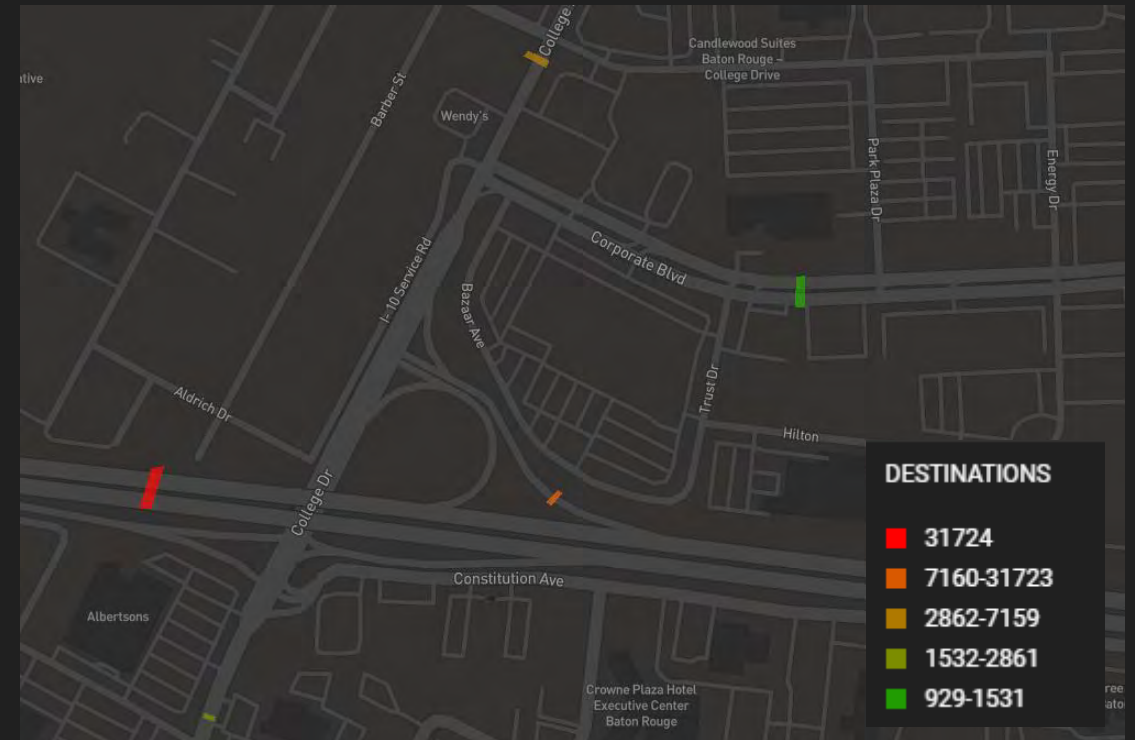 College
Candlewood Suites
Baton Rouge –
College Drive
ative
Barber St
Wendy's
Park Plaza Dr
Energy Dr
Corporate Blvd
I- 10 Service Rd
Bazaar Ave
Trust Dr
Aldrich Dr
Hilton
College Dr
Constitution Ave
Albertsons
Crowne Plaza Hotel
Executive Center
Baton Rouge
DESTINATIONS
31724
7160-31723
2862-7159
1532-2861
929-1531